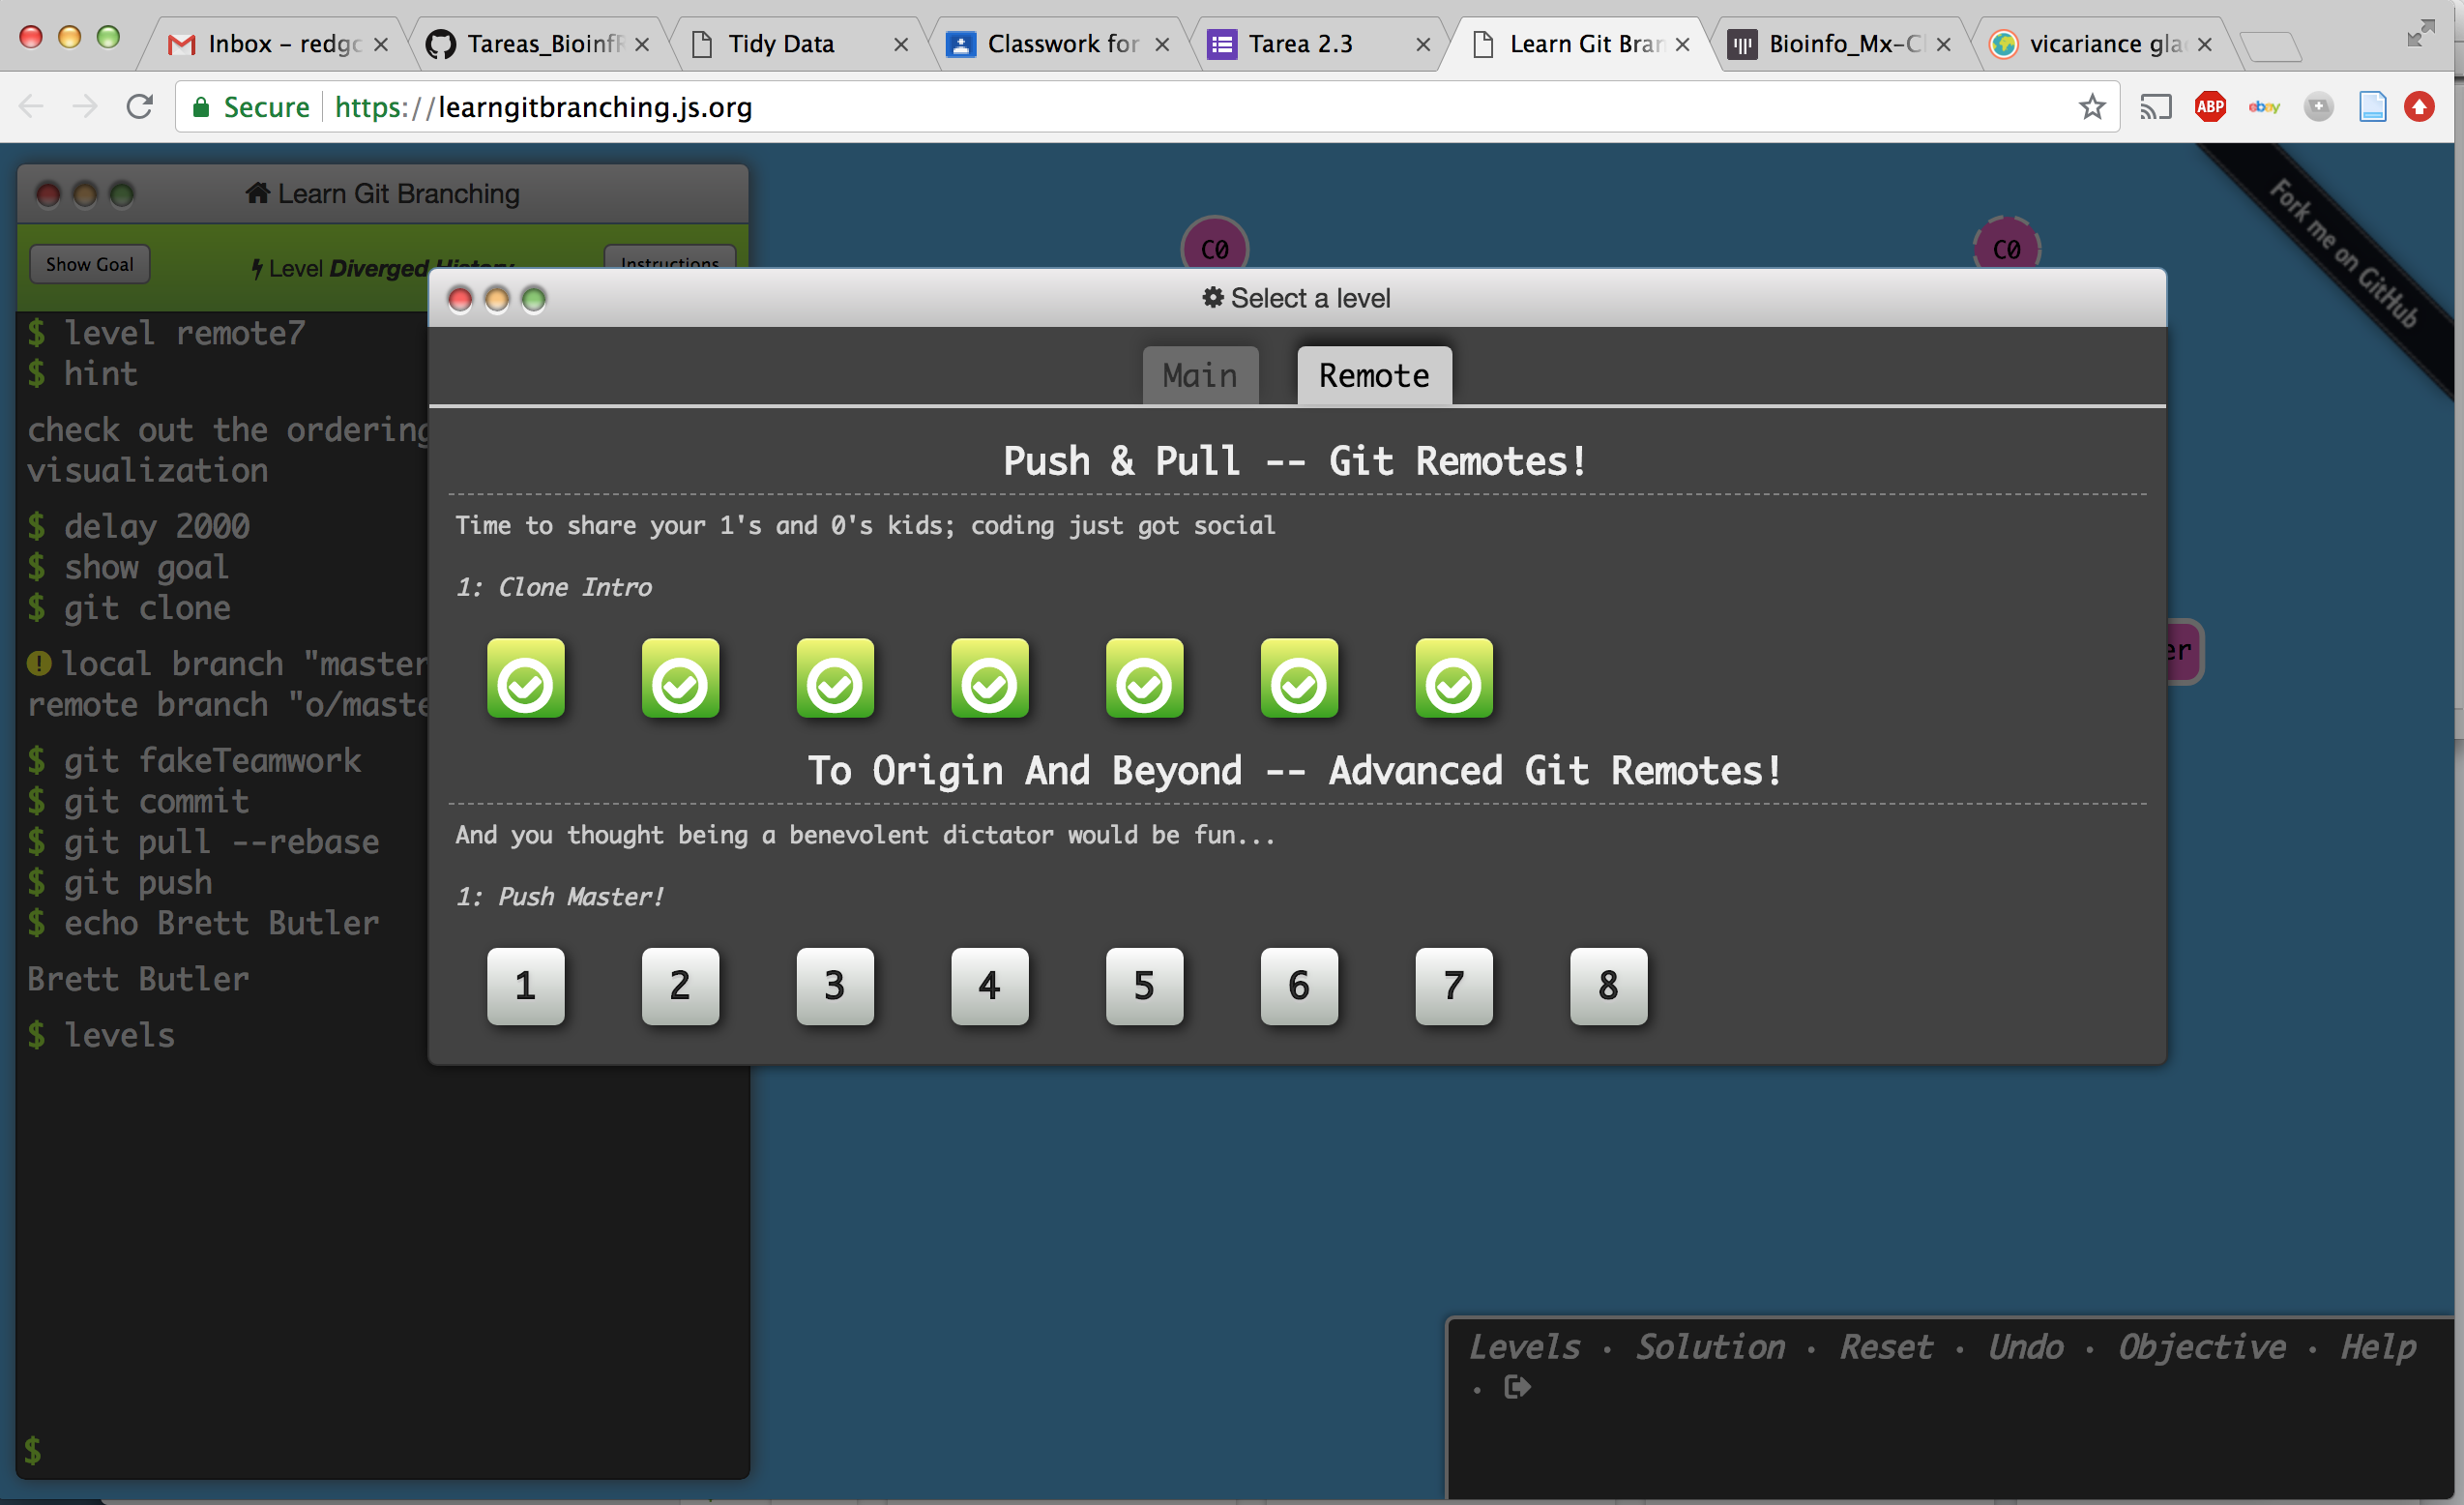 Inbox – redgc
Tareas_BioinfR
Tidy Data
Classwork for
Tarea 2.3
Learn Git Bran
Bioinfo_Mx-Cl
vicariance gla
Secure
https://learngitbranching.js.org
ABP
ebay
Learn Git Branching
Show Goal
Level Diverged History
Instructions
$ level remote7
$ hint
check out the ordering
visualization
$ delay 2000
$ show goal
$ git clone
local branch "master
remote branch "o/maste
$ git fakeTeamwork
$ git commit
$ git pull --rebase
$ git push
$ echo Brett Butler
Brett Butler
$ levels
$
C0
C0
Fork me on GitHub
Select a level
Main
Remote
Push & Pull -- Git Remotes!
Time to share your 1's and 0's kids; coding just got social
1: Clone Intro
To Origin And Beyond -- Advanced Git Remotes!
And you thought being a benevolent dictator would be fun...
1: Push Master!
1 2 3 4 5 6 7 8
er
Levels · Solution · Reset · Undo · Objective · Help
·